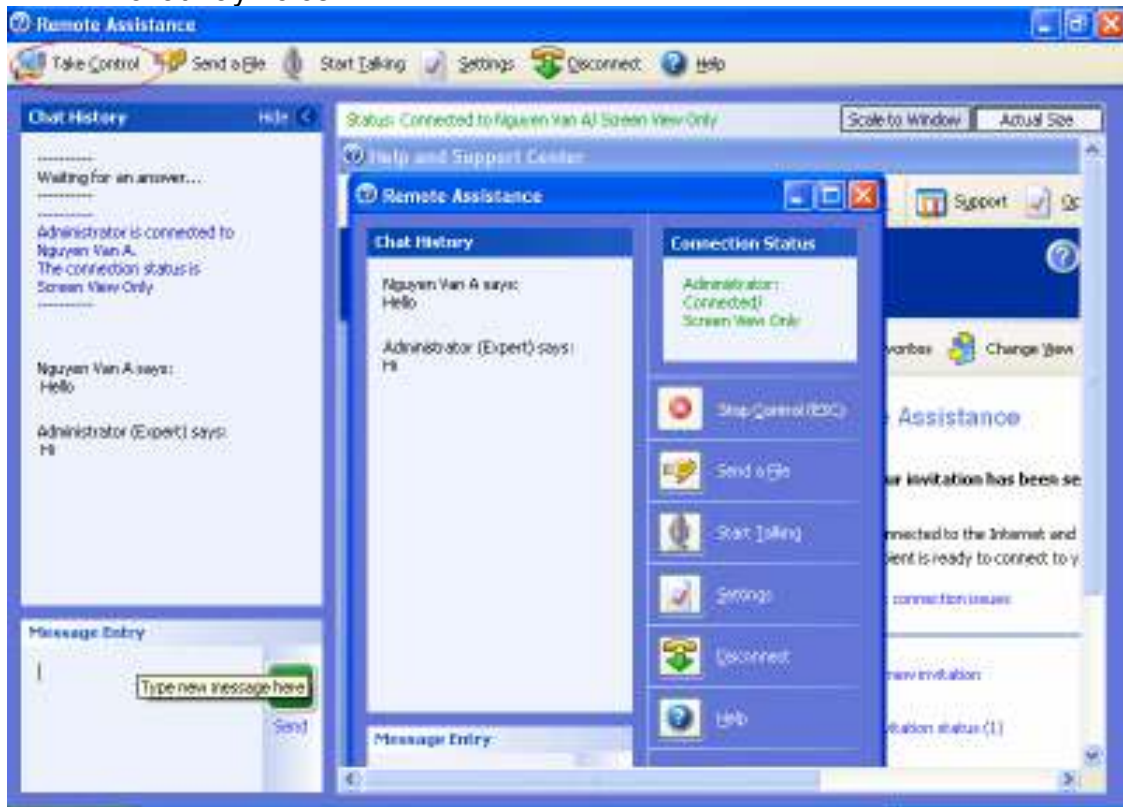 Remote Assistance
Take Control Send a File Start Talking Settings Disconnect Help
Chat History Hide
----------
Waiting for an answer...
----------
----------
Administrator is connected to
Nguyen Van A.
The connection status is
Screen View Only
----------
Nguyen Van A says:
Hello
Administrator (Expert) says:
Hi
Message Entry
Type new message here
Send
Status: Connected to Nguyen Van A/ Screen View Only
Scale to Window Actual Size
Help and Support Center
Support
Change View
Assistance
invitation has been se
nnected to the Internet and
ient is ready to connect to y
connection issues
new invitation
itation status (1)
Remote Assistance
Chat History
Nguyen Van A says:
Hello
Administrator (Expert) says:
Hi
Message Entry
Connection Status
Administrator:
Connected/
Screen View Only
Stop Control (ESC)
Send a File
Start Talking
Settings
Disconnect
Help